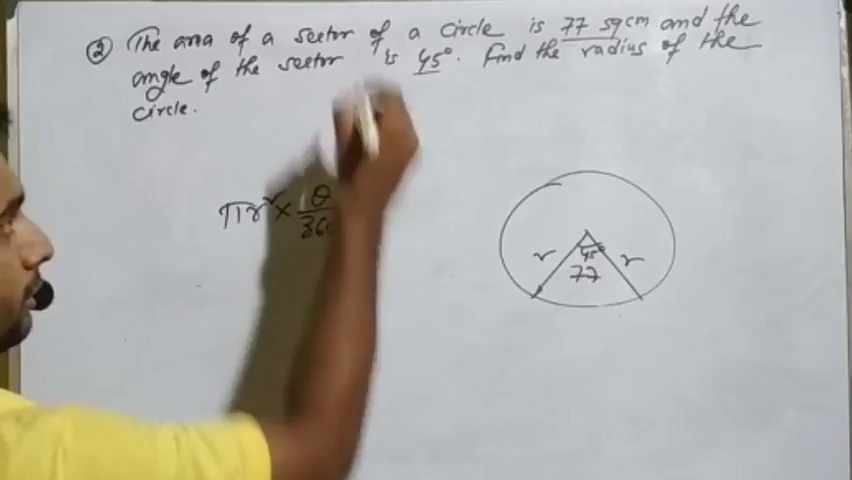 ② The area of a sector of a circle is 77 sqcm and the
angle of the sector is 45°. Find the radius of the
circle.
πr² × θ
36
r 45° r
77